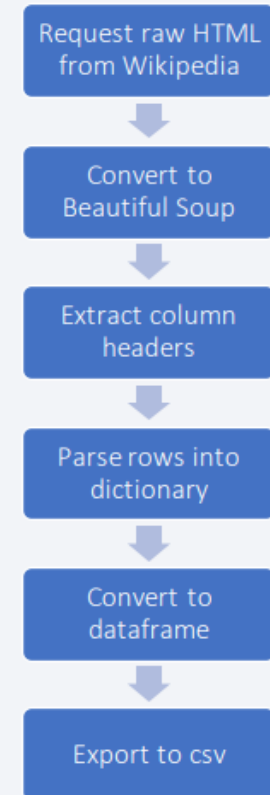 Request raw HTML
from Wikipedia
Convert to
Beautiful Soup
Extract column
headers
Parse rows into
dictionary
Convert to
dataframe
Export to csv